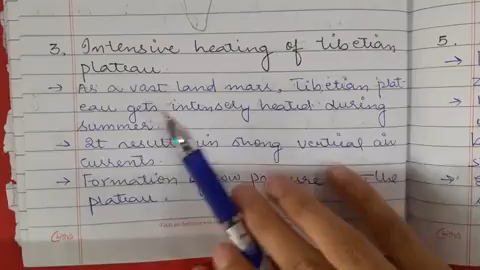 3. Intensive heating of Tibetian
plateau.
→ As a vast land mass, Tibetian plat-
eau gets intensely heated during
summer.
→ It results in strong vertical air
currents.
→ Formation low pressure the
plateau.
5.